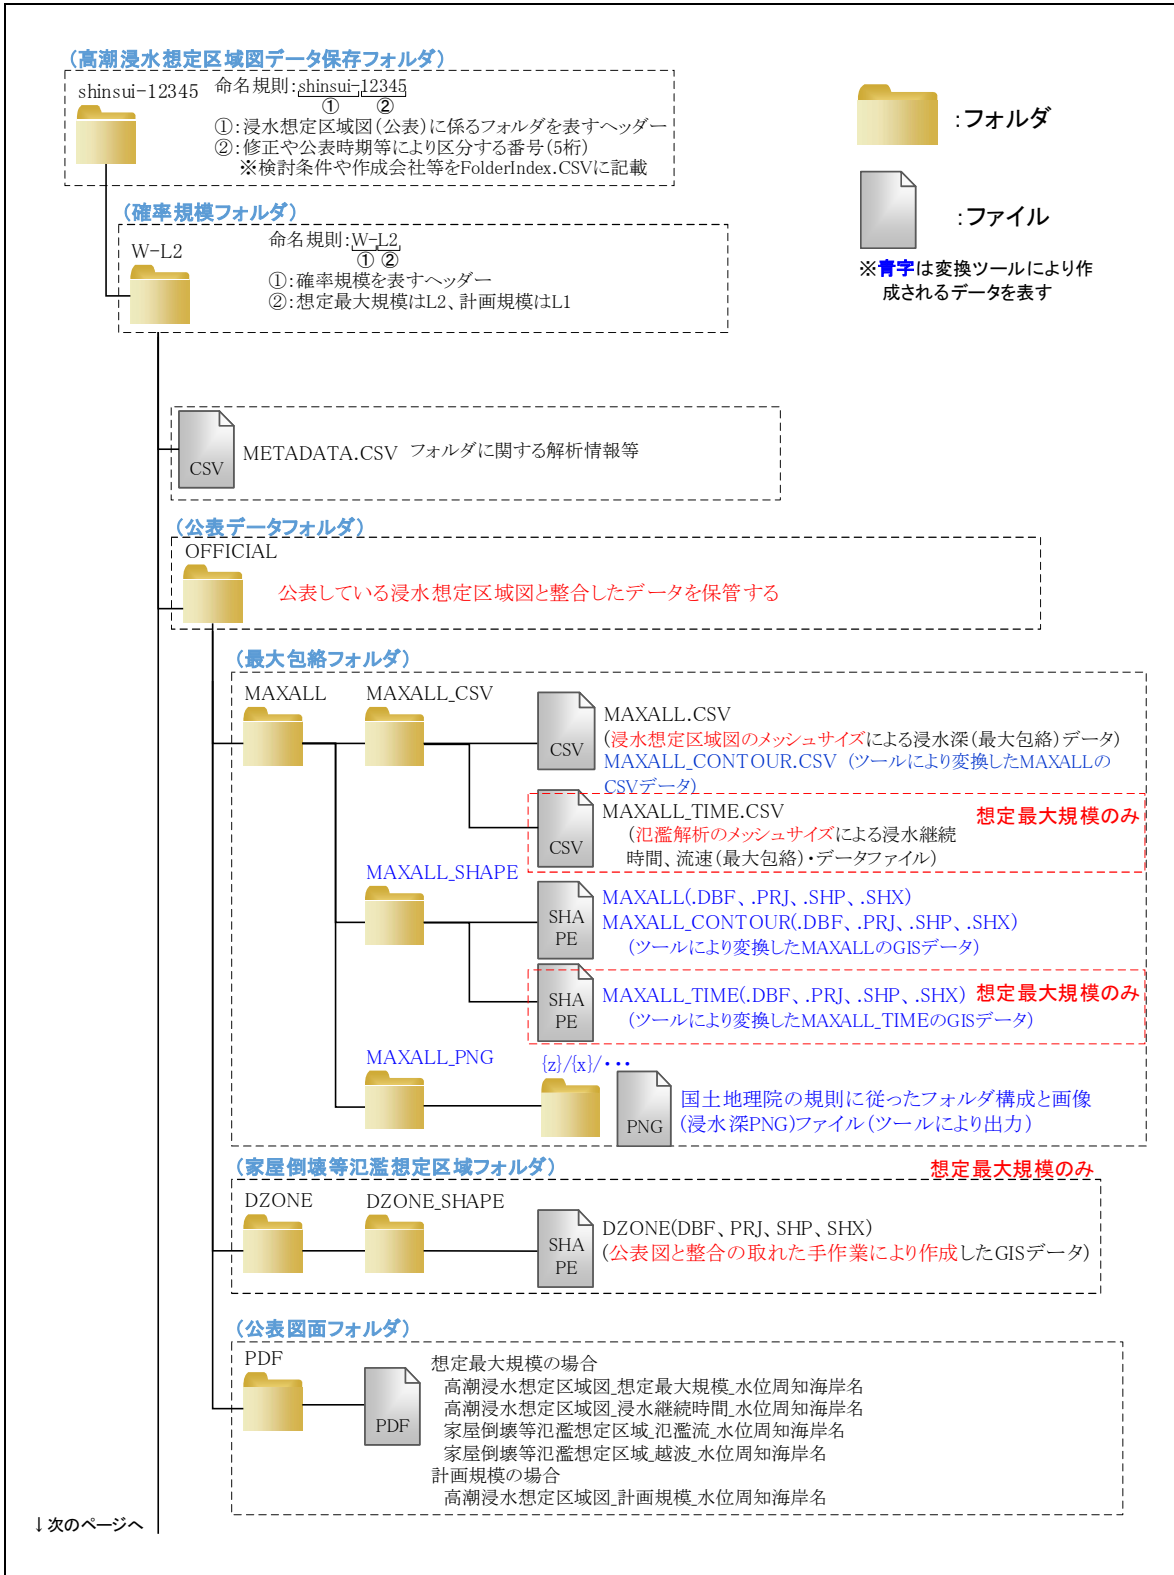 （高潮浸水想定区域図データ保存フォルダ）
shinsui-12345
命名規則：shinsui-12345
① ②
①：浸水想定区域図（公表）に係るフォルダを表すヘッダー
②：修正や公表時期等により区分する番号（5桁）
※検討条件や作成会社等をFolderIndex.CSVに記載
：フォルダ
：ファイル
※青字は変換ツールにより作
成されるデータを表す
（確率規模フォルダ）
W-L2
命名規則：W-L2
① ②
①：確率規模を表すヘッダー
②：想定最大規模はL2、計画規模はL1
CSV
METADATA.CSV フォルダに関する解析情報等
（公表データフォルダ）
OFFICIAL
公表している浸水想定区域図と整合したデータを保管する
（最大包絡フォルダ）
MAXALL
MAXALL_CSV
CSV
MAXALL.CSV
（浸水想定区域図のメッシュサイズによる浸水深（最大包絡）データ）
MAXALL_CONTOUR.CSV （ツールにより変換したMAXALLの
CSVデータ）
CSV
MAXALL_TIME.CSV
想定最大規模のみ
（氾濫解析のメッシュサイズによる浸水継続
時間、流速（最大包絡）・データファイル）
MAXALL_SHAPE
SHA
PE
MAXALL(.DBF、.PRJ、.SHP、.SHX)
MAXALL_CONTOUR(.DBF、.PRJ、.SHP、.SHX)
（ツールにより変換したMAXALLのGISデータ）
SHA
PE
MAXALL_TIME(.DBF、.PRJ、.SHP、.SHX)
想定最大規模のみ
（ツールにより変換したMAXALL_TIMEのGISデータ）
MAXALL_PNG
{z}/{x}/・・・
PNG
国土地理院の規則に従ったフォルダ構成と画像
（浸水深PNG）ファイル（ツールにより出力）
（家屋倒壊等氾濫想定区域フォルダ）
想定最大規模のみ
DZONE
DZONE_SHAPE
SHA
PE
DZONE(DBF、PRJ、SHP、SHX)
（公表図と整合の取れた手作業により作成したGISデータ）
（公表図面フォルダ）
PDF
PDF
想定最大規模の場合
高潮浸水想定区域図_想定最大規模_水位周知海岸名
高潮浸水想定区域図_浸水継続時間_水位周知海岸名
家屋倒壊等氾濫想定区域_氾濫流_水位周知海岸名
家屋倒壊等氾濫想定区域_越波_水位周知海岸名
計画規模の場合
高潮浸水想定区域図_計画規模_水位周知海岸名
↓次のページへ